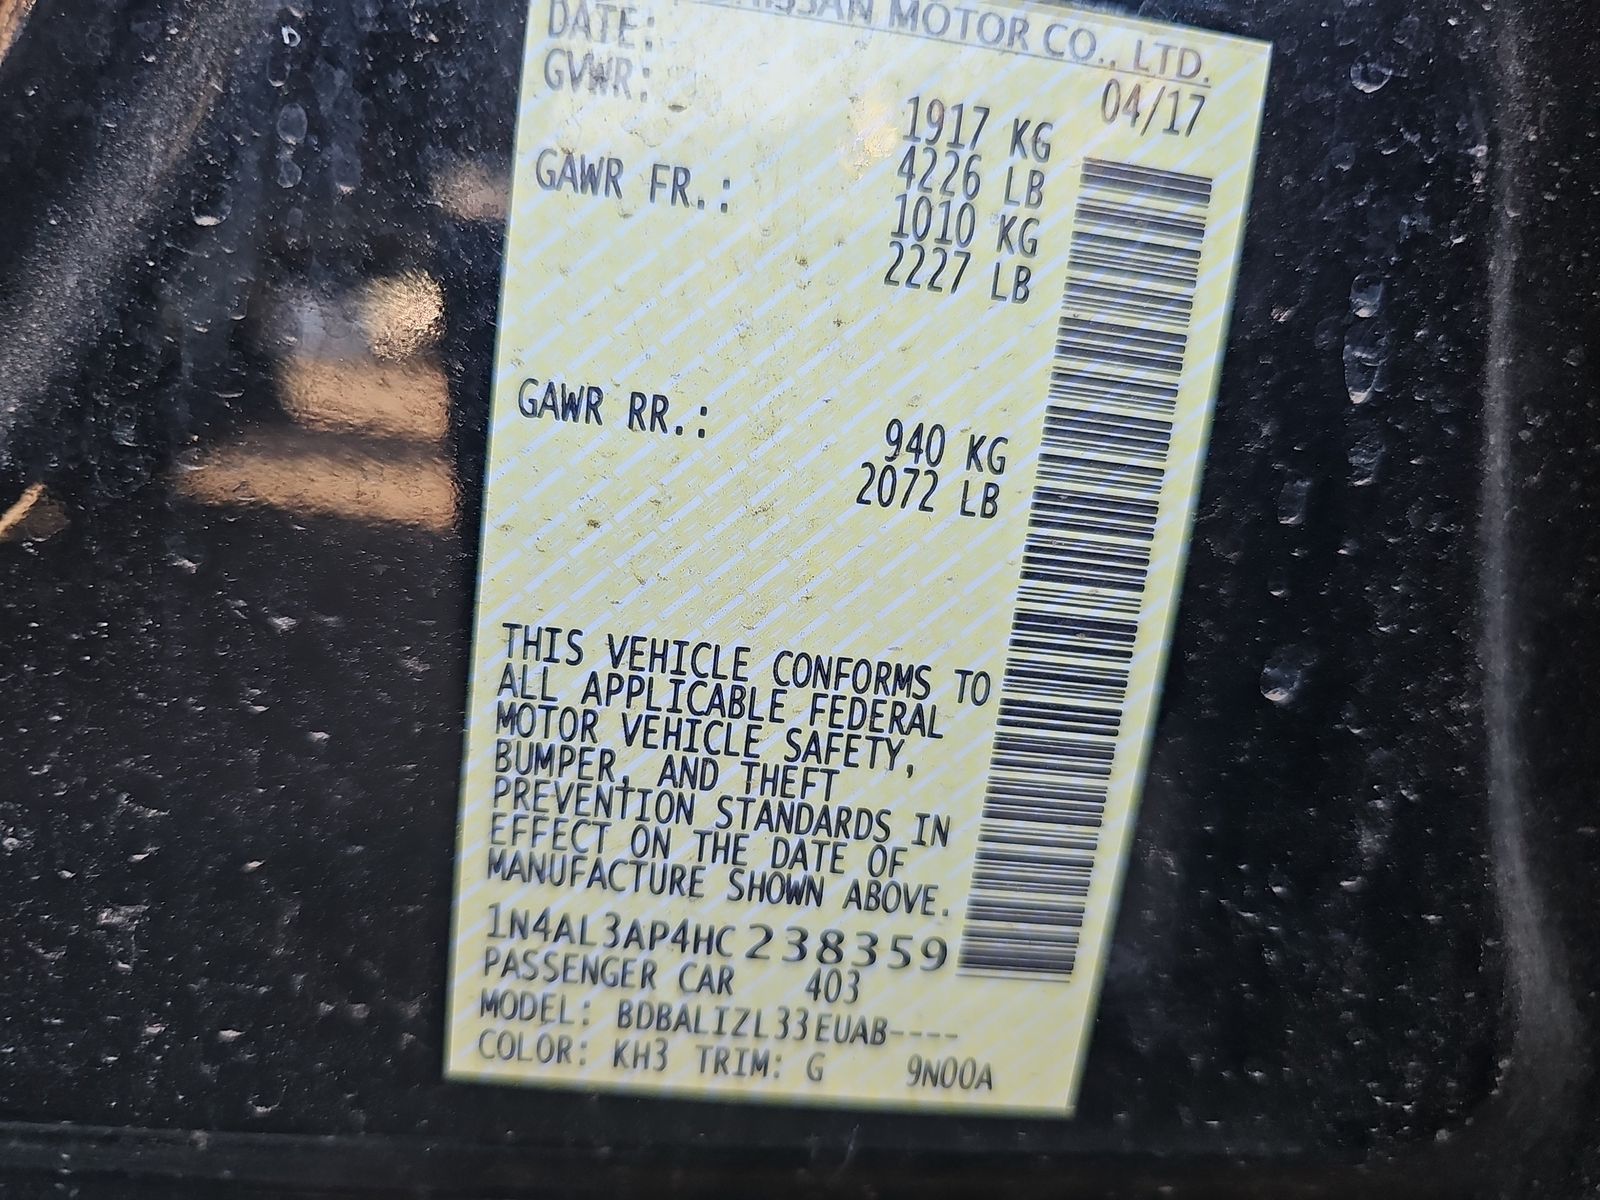 NISSAN MOTOR CO., LTD.
DATE: 04/17
GVWR: 1917 KG
4226 LB
GAWR FR.: 1010 KG
2227 LB
GAWR RR.: 940 KG
2072 LB
THIS VEHICLE CONFORMS TO
ALL APPLICABLE FEDERAL
MOTOR VEHICLE SAFETY,
BUMPER, AND THEFT
PREVENTION STANDARDS IN
EFFECT ON THE DATE OF
MANUFACTURE SHOWN ABOVE.
1N4AL3AP4HC238359
PASSENGER CAR 403
MODEL: BDBALIZL33EUAB----
COLOR: KH3 TRIM: G 9N00A